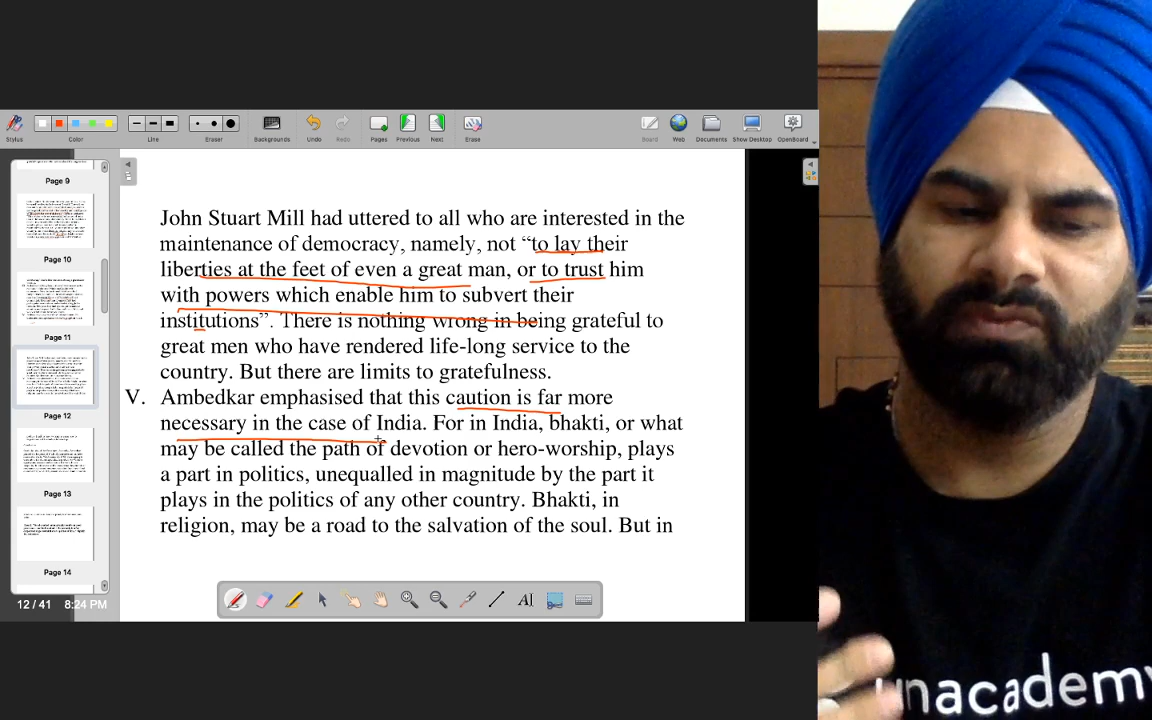 Stylus
Color
Line
Eraser
Backgrounds
Undo
Redo
Pages
Previous
Next
Erase
Board
Web
Documents
Show Desktop
OpenBoard
Page 9
Page 10
Page 11
Page 12
Page 13
Page 14
12 / 41 8:24 PM
John Stuart Mill had uttered to all who are interested in the
maintenance of democracy, namely, not “to lay their
liberties at the feet of even a great man, or to trust him
with powers which enable him to subvert their
institutions”. There is nothing wrong in being grateful to
great men who have rendered life-long service to the
country. But there are limits to gratefulness.
V. Ambedkar emphasised that this caution is far more
necessary in the case of India. For in India, bhakti, or what
may be called the path of devotion or hero-worship, plays
a part in politics, unequalled in magnitude by the part it
plays in the politics of any other country. Bhakti, in
religion, may be a road to the salvation of the soul. But in
AI
unacademy